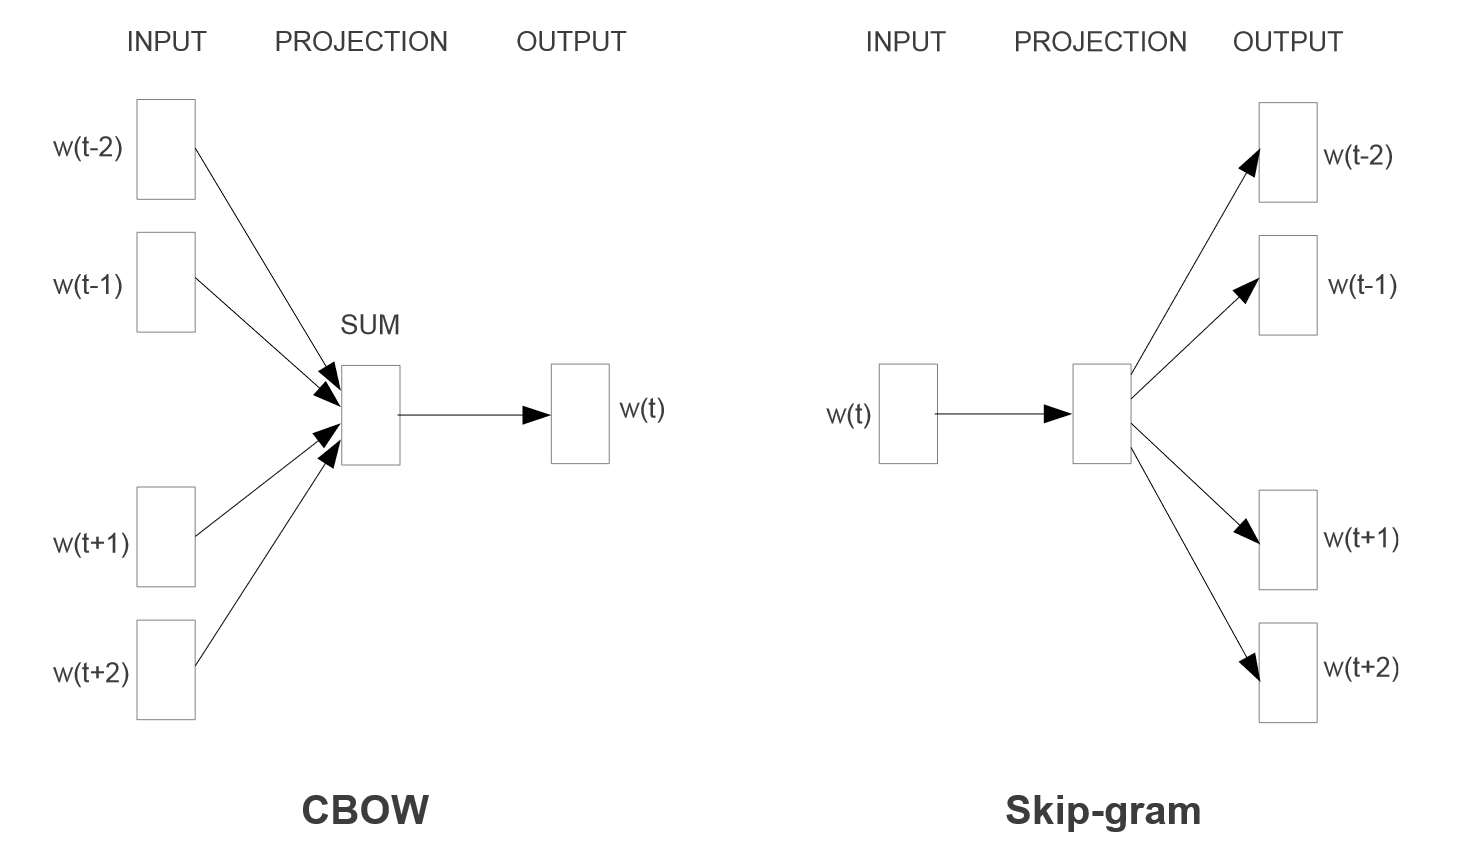 INPUT PROJECTION OUTPUT
w(t-2)
w(t-1)
SUM
w(t)
w(t+1)
w(t+2)
CBOW
INPUT PROJECTION OUTPUT
w(t-2)
w(t-1)
w(t)
w(t+1)
w(t+2)
Skip-gram